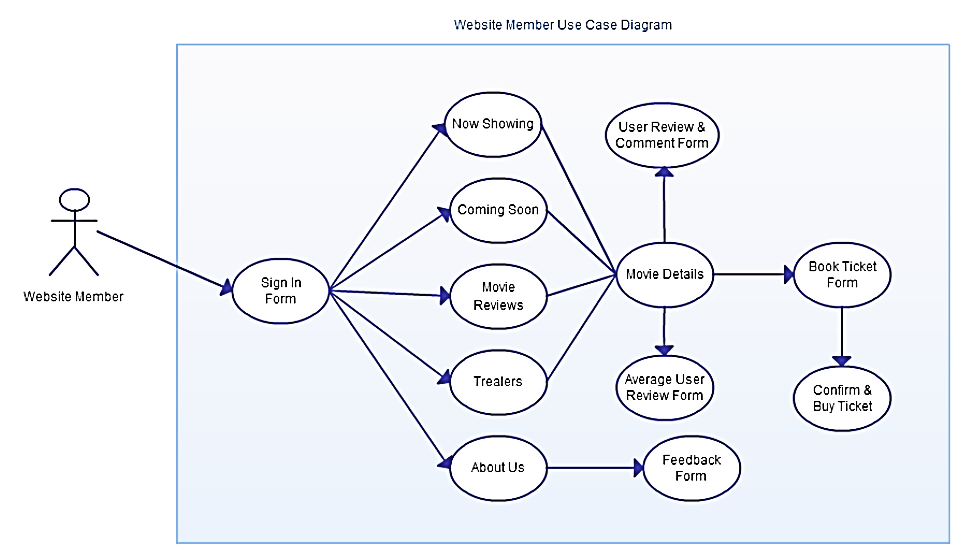 Website Member Use Case Diagram
Now Showing
User Review &
Comment Form
Coming Soon
Website Member
Sign In
Form
Movie
Reviews
Movie Details
Book Ticket
Form
Trealers
Average User
Review Form
Confirm &
Buy Ticket
About Us
Feedback
Form